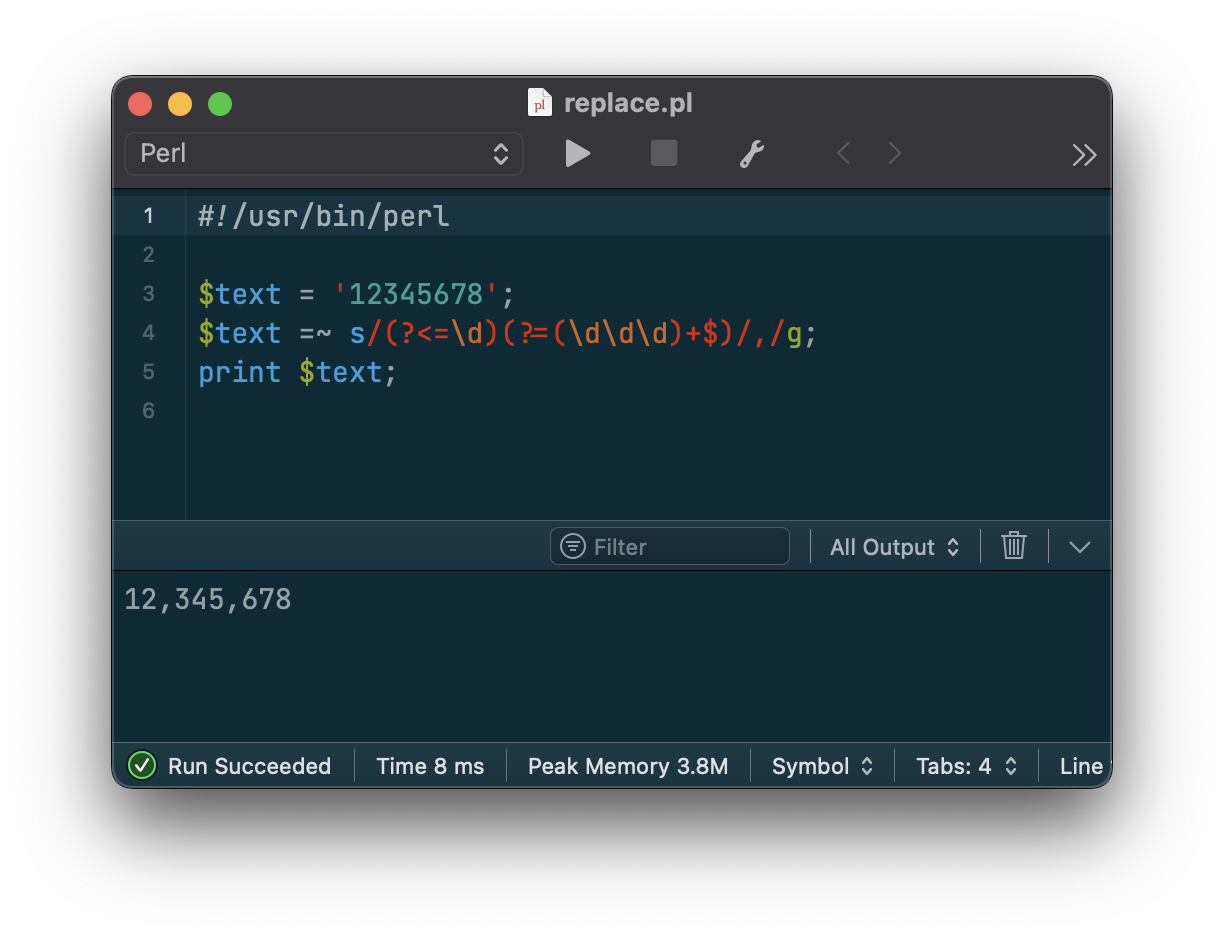 pl replace.pl
Perl
1 #!/usr/bin/perl
2
3 $text = '12345678';
4 $text =~ s/(?<=\d)(?=(\d\d\d)+$)/,/g;
5 print $text;
6
Filter All Output
12,345,678
Run Succeeded Time 8 ms Peak Memory 3.8M Symbol Tabs: 4 Line